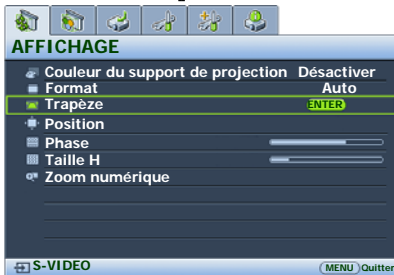 AFFICHAGE
Couleur du support de projection Désactiver
Format Auto
Trapèze ENTER
Position
Phase
Taille H
Zoom numérique
S-VIDEO MENU Quitter